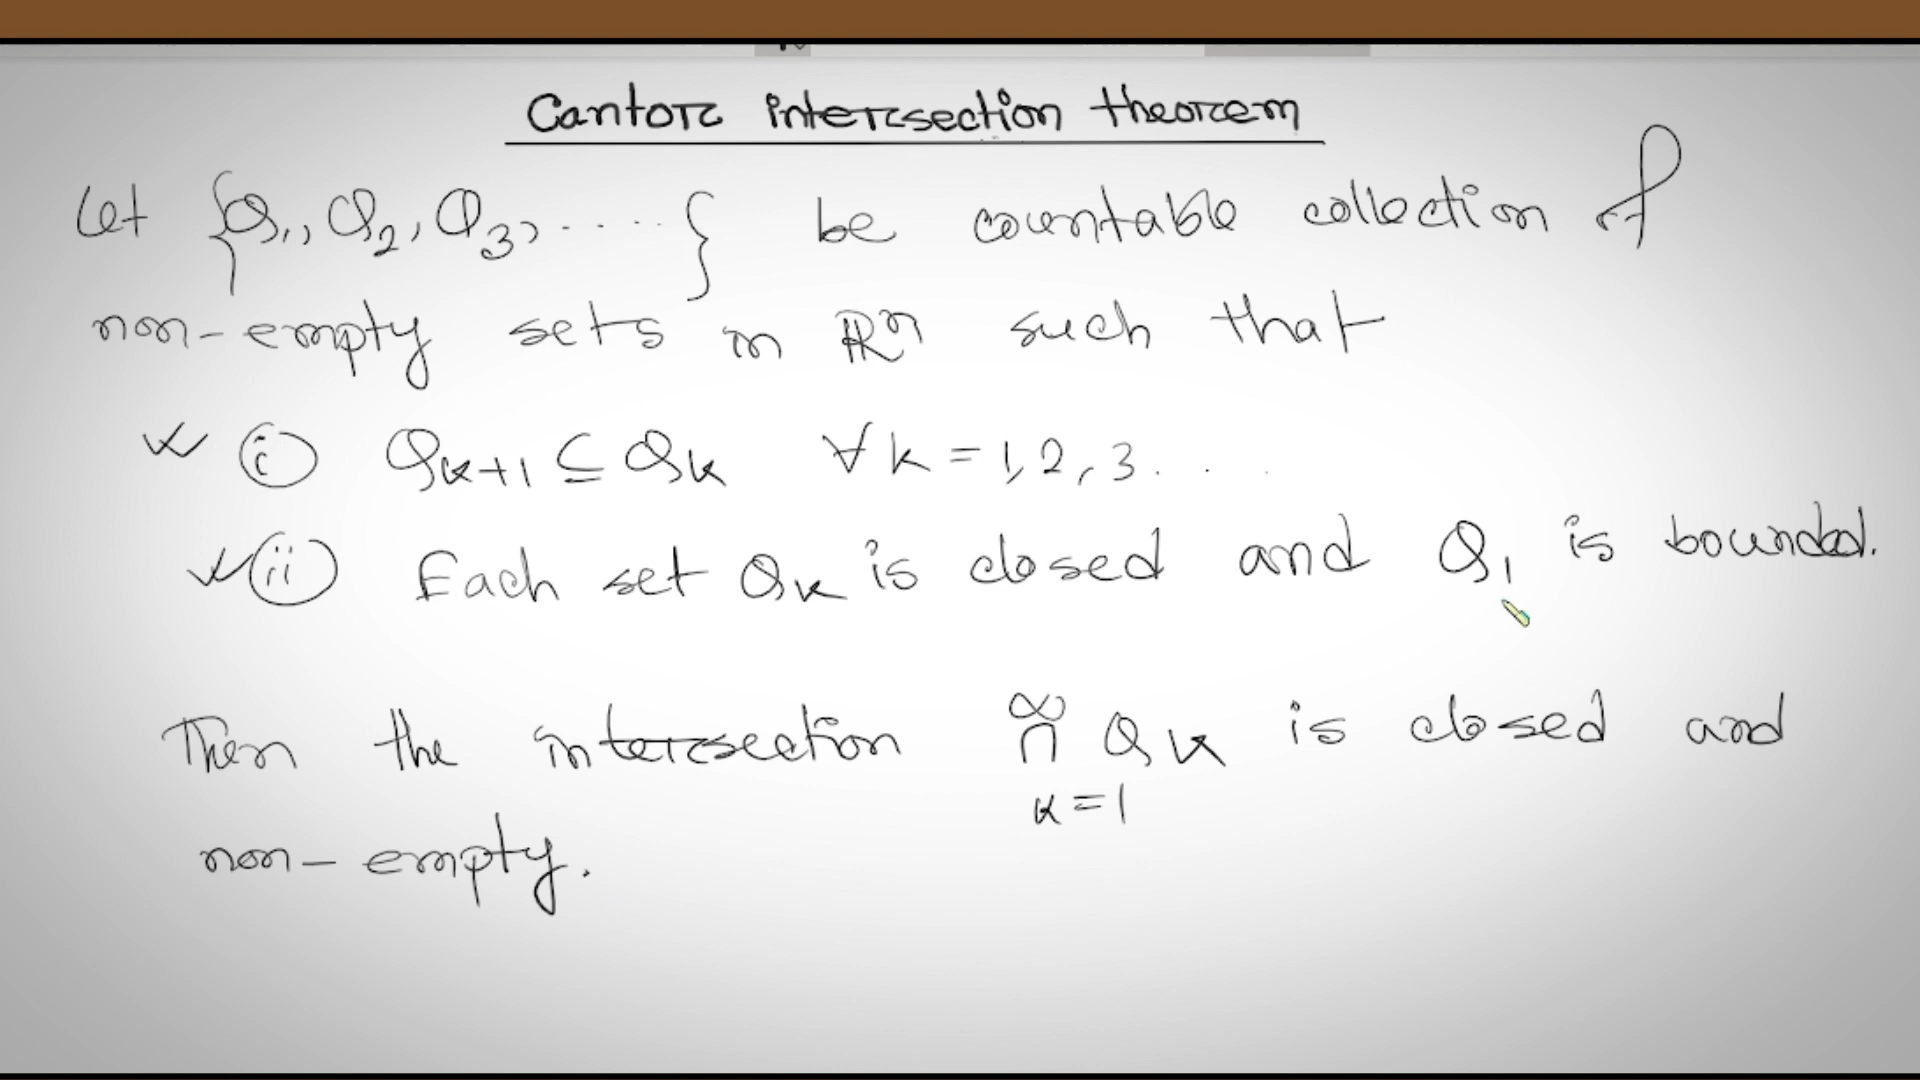 Cantor intersection theorem
Let {Q₁, Q₂, Q₃, ......} be countable collection of
non-empty sets in ℝⁿ such that
(i) Qₖ₊₁ ⊆ Qₖ ∀ k = 1, 2, 3. . .
(ii) Each set Qₖ is closed and Q₁ is bounded.
Then the intersection ∞∩k=1 Qₖ is closed and
non-empty.